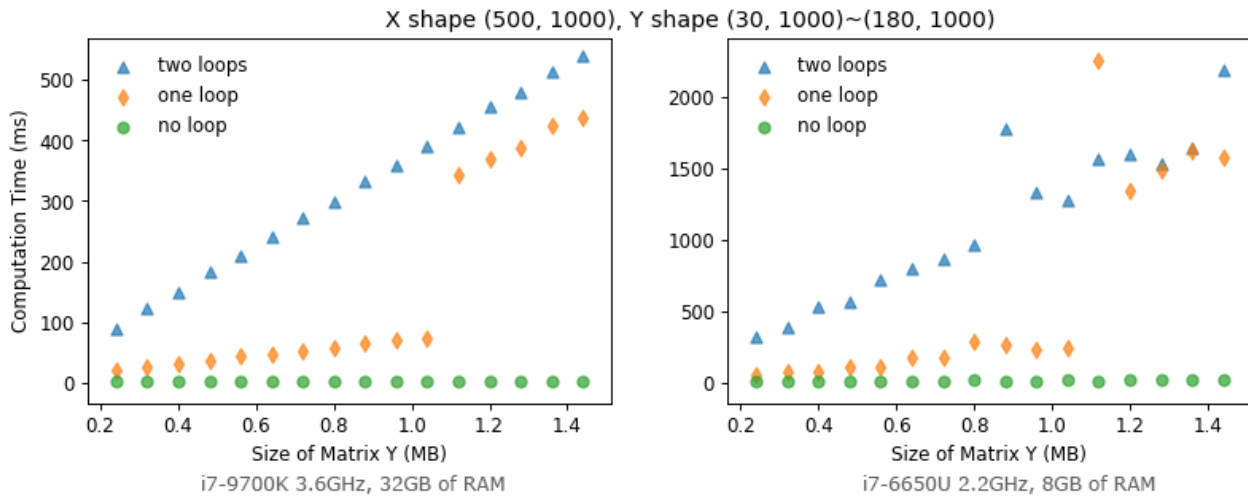 X shape (500, 1000), Y shape (30, 1000)~(180, 1000)
two loops
one loop
no loop
500
400
300
200
100
0
Computation Time (ms)
0.2 0.4 0.6 0.8 1.0 1.2 1.4
Size of Matrix Y (MB)
i7-9700K 3.6GHz, 32GB of RAM
two loops
one loop
no loop
2000
1500
1000
500
0
0.2 0.4 0.6 0.8 1.0 1.2 1.4
Size of Matrix Y (MB)
i7-6650U 2.2GHz, 8GB of RAM